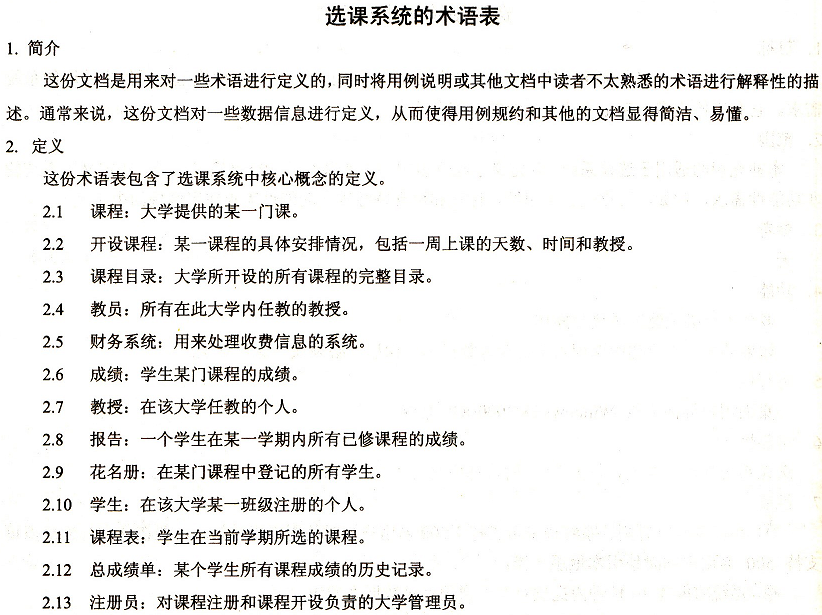 选课系统的术语表
1. 简介
这份文档是用来对一些术语进行定义的，同时将用例说明或其他文档中读者不太熟悉的术语进行解释性的描
述。通常来说，这份文档对一些数据信息进行定义，从而使得用例规约和其他的文档显得简洁、易懂。
2. 定义
这份术语表包含了选课系统中核心概念的定义。
2.1 课程：大学提供的某一门课。
2.2 开设课程：某一课程的具体安排情况，包括一周上课的天数、时间和教授。
2.3 课程目录：大学所开设的所有课程的完整目录。
2.4 教员：所有在此大学内任教的教授。
2.5 财务系统：用来处理收费信息的系统。
2.6 成绩：学生某门课程的成绩。
2.7 教授：在该大学任教的个人。
2.8 报告：一个学生在某一学期内所有已修课程的成绩。
2.9 花名册：在某门课程中登记的所有学生。
2.10 学生：在该大学某一班级注册的个人。
2.11 课程表：学生在当前学期所选的课程。
2.12 总成绩单：某个学生所有课程成绩的历史记录。
2.13 注册员：对课程注册和课程开设负责的大学管理员。